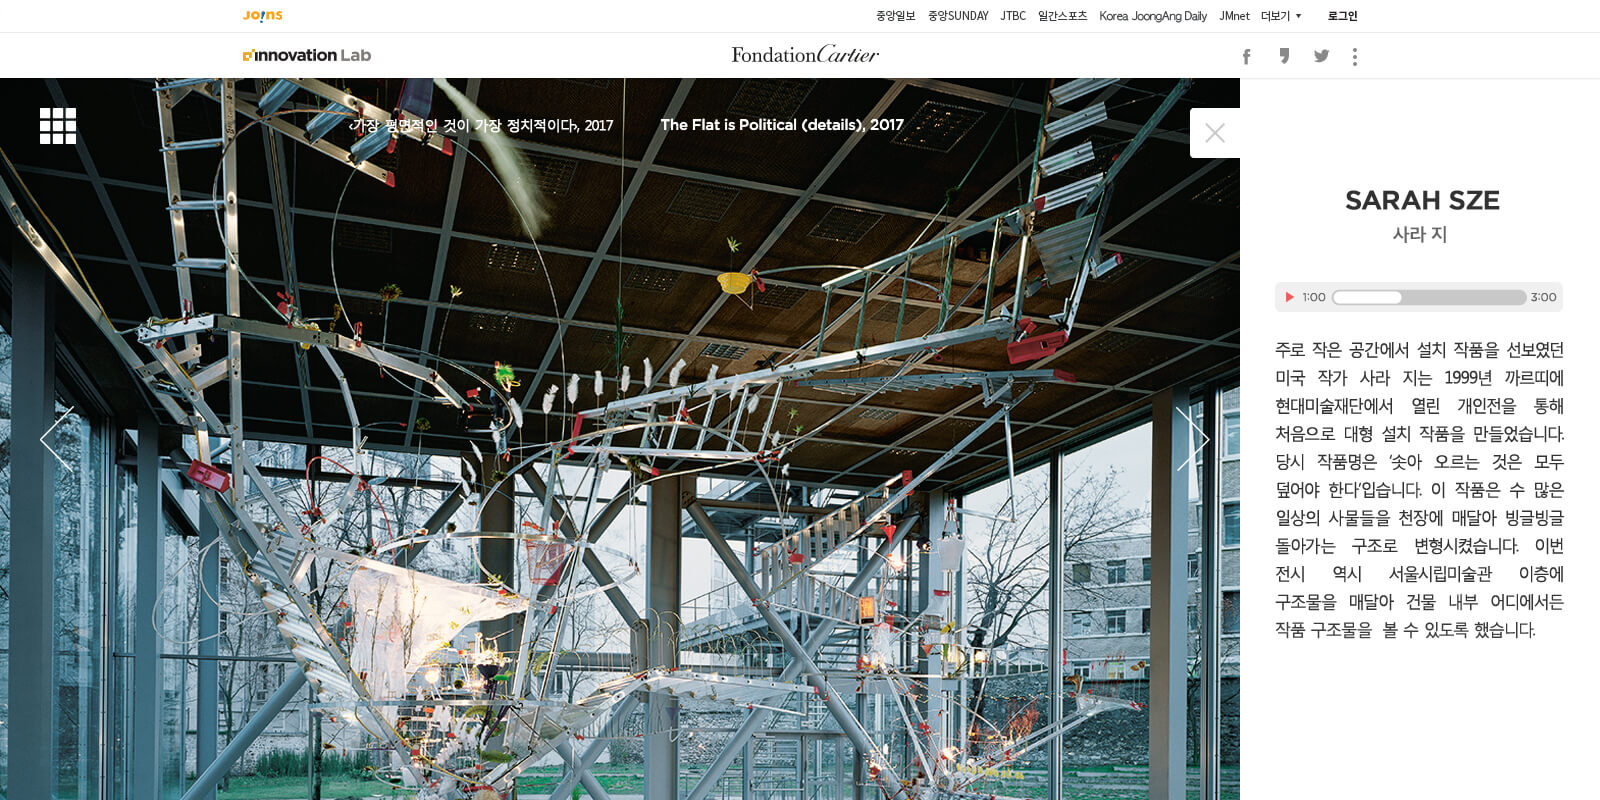 JOINS
중앙일보 중앙SUNDAY JTBC 일간스포츠 Korea JoongAng Daily JMnet 더보기 로그인
innovation Lab
FondationCartier
‹가장 평면적인 것이 가장 정치적이다›, 2017
The Flat is Political (details), 2017
SARAH SZE
사라 지
1:00
3:00
주로 작은 공간에서 설치 작품을 선보였던
미국 작가 사라 지는 1999년 까르띠에
현대미술재단에서 열린 개인전을 통해
처음으로 대형 설치 작품을 만들었습니다.
당시 작품명은 ‘솟아 오르는 것은 모두
덮어야 한다’입습니다. 이 작품은 수 많은
일상의 사물들을 천장에 매달아 빙글빙글
돌아가는 구조로 변형시켰습니다. 이번
전시 역시 서울시립미술관 이층에
구조물을 매달아 건물 내부 어디에서든
작품 구조물을 볼 수 있도록 했습니다.